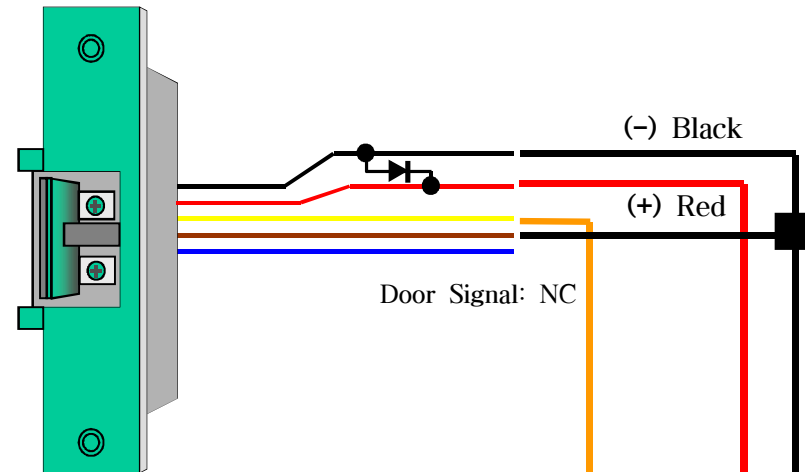 (-) Black
(+) Red
Door Signal: NC